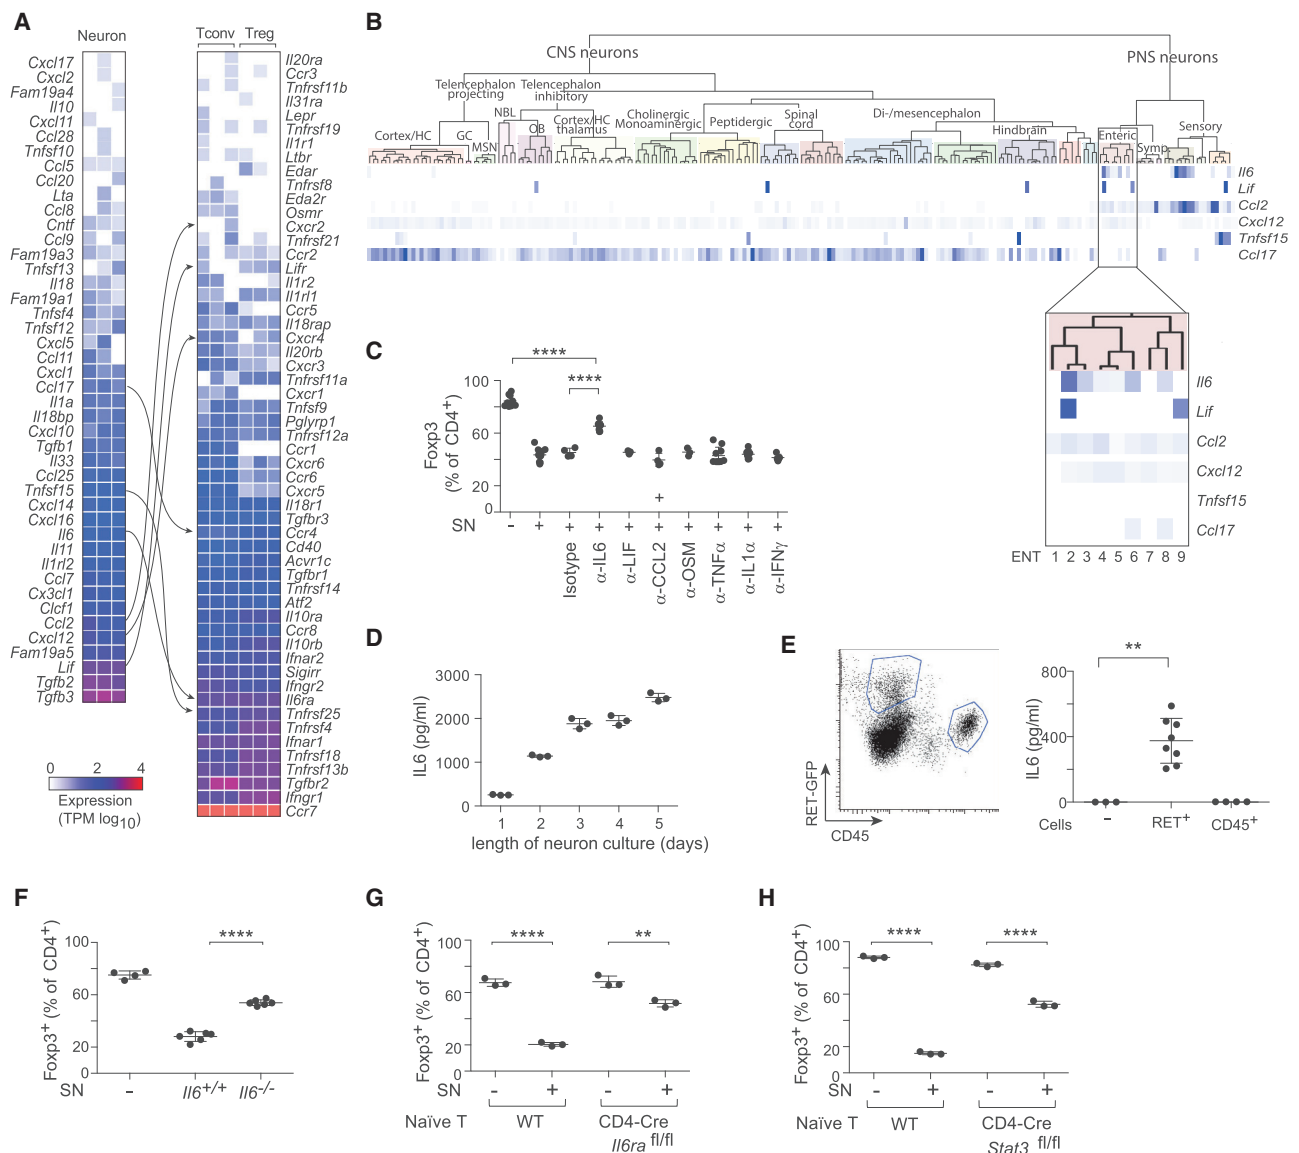 A
Neuron
Cxcl17
Cxcl2
Fam19a4
Il10
Cxcl11
Ccl28
Tnfsf10
Ccl5
Ccl20
Lta
Ccl8
Cntf
Ccl9
Fam19a3
Tnfsf13
Il18
Fam19a1
Tnfsf4
Tnfsf12
Cxcl5
Ccl11
Cxcl1
Ccl17
Il1a
Il18bp
Cxcl10
Tgfb1
Il33
Ccl25
Tnfsf15
Cxcl14
Cxcl16
Il6
Il11
Il1rl2
Ccl7
Cx3cl1
Clcf1
Ccl2
Cxcl12
Fam19a5
Lif
Tgfb2
Tgfb3
0 2 4
Expression
(TPM log10)
Tconv Treg
Il20ra
Ccr3
Tnfrsf11b
Il31ra
Lepr
Tnfrsf19
Il1r1
Ltbr
Edar
Tnfrsf8
Eda2r
Osmr
Cxcr2
Tnfrsf21
Ccr2
Lifr
Il1r2
Il1rl1
Ccr5
Il18rap
Cxcr4
Il20rb
Cxcr3
Tnfrsf11a
Cxcr1
Tnfsf9
Pglyrp1
Tnfrsf12a
Ccr1
Cxcr6
Ccr6
Cxcr5
Il18r1
Tgfbr3
Ccr4
Cd40
Acvr1c
Tgfbr1
Tnfrsf14
Atf2
Il10ra
Ccr8
Il10rb
Ifnar2
Sigirr
Ifngr2
Il6ra
Tnfrsf25
Tnfrsf4
Ifnar1
Tnfrsf18
Tnfrsf13b
Tgfbr2
Ifngr1
Ccr7
B
CNS neurons
PNS neurons
Telencephalon
projecting
Telencephalon
inhibitory
NBL
OB
Cortex/HC
GC
MSN
Cortex/HC
thalamus
Cholinergic
Monoaminergic
Peptidergic
Spinal
cord
Di-/mesencephalon
Hindbrain
Enteric
Symp.
Sensory
Il6
Lif
Ccl2
Cxcl12
Tnfsf15
Ccl17
Il6
Lif
Ccl2
Cxcl12
Tnfsf15
Ccl17
ENT 1 2 3 4 5 6 7 8 9
C
**** 
****
Foxp3
(% of CD4+)
100
60
20
0
SN - + + + + + + + + +
+
Isotype
α-IL6
α-LIF
α-CCL2
α-OSM
α-TNFα
α-IL1α
α-IFNγ
D
IL6 (pg/ml)
3000
2000
1000
0
1 2 3 4 5
length of neuron culture (days)
E
RET-GFP
CD45
**
IL6 (pg/ml)
800
400
0
Cells - RET+ CD45+
F
Foxp3+ (% of CD4+)
100
60
20
0
****
SN - Il6+/+ Il6-/-
G
Foxp3+ (% of CD4+)
100
60
20
0
**** **
SN - + - +
Naïve T WT CD4-Cre
Il6ra fl/fl
H
Foxp3+ (% of CD4+)
100
60
20
0
**** ****
SN - + - +
Naïve T WT CD4-Cre
Stat3 fl/fl